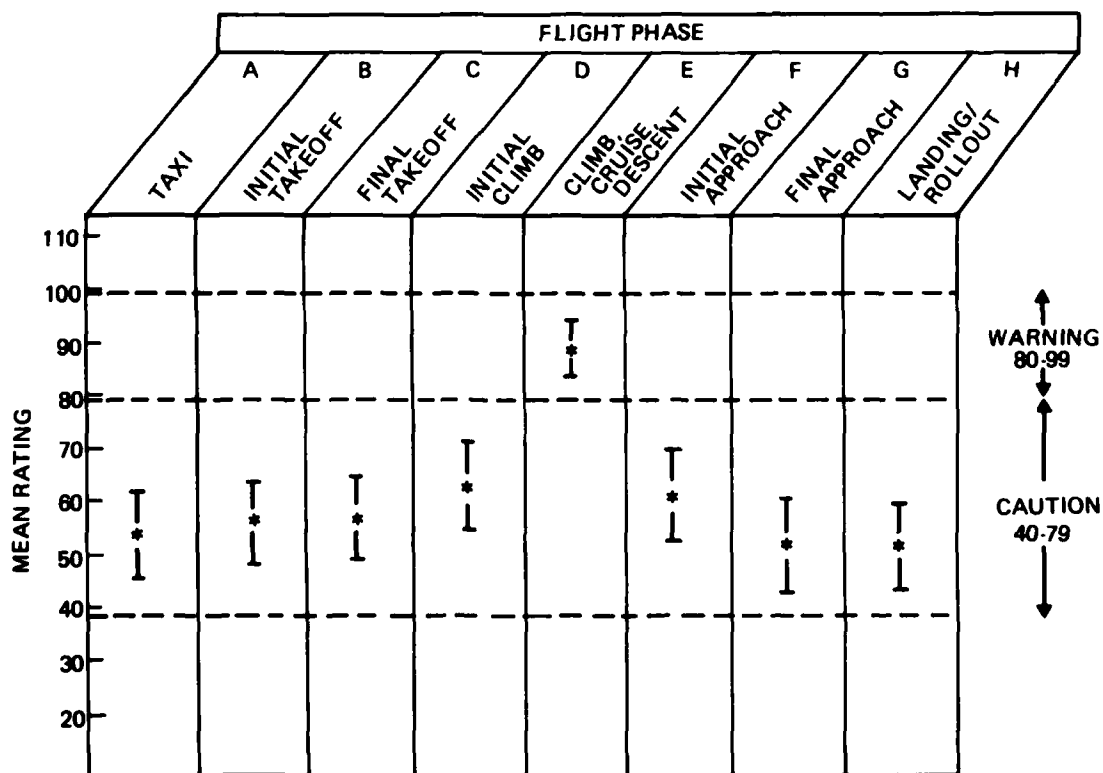 FLIGHT PHASE
A B C D E F G H
TAXI
INITIAL
TAKEOFF
FINAL
TAKEOFF
INITIAL
CLIMB
CLIMB,
CRUISE,
DESCENT
INITIAL
APPROACH
FINAL
APPROACH
LANDING/
ROLLOUT
MEAN RATING
110
100
90
80
70
60
50
40
30
20
WARNING
80-99
CAUTION
40-79